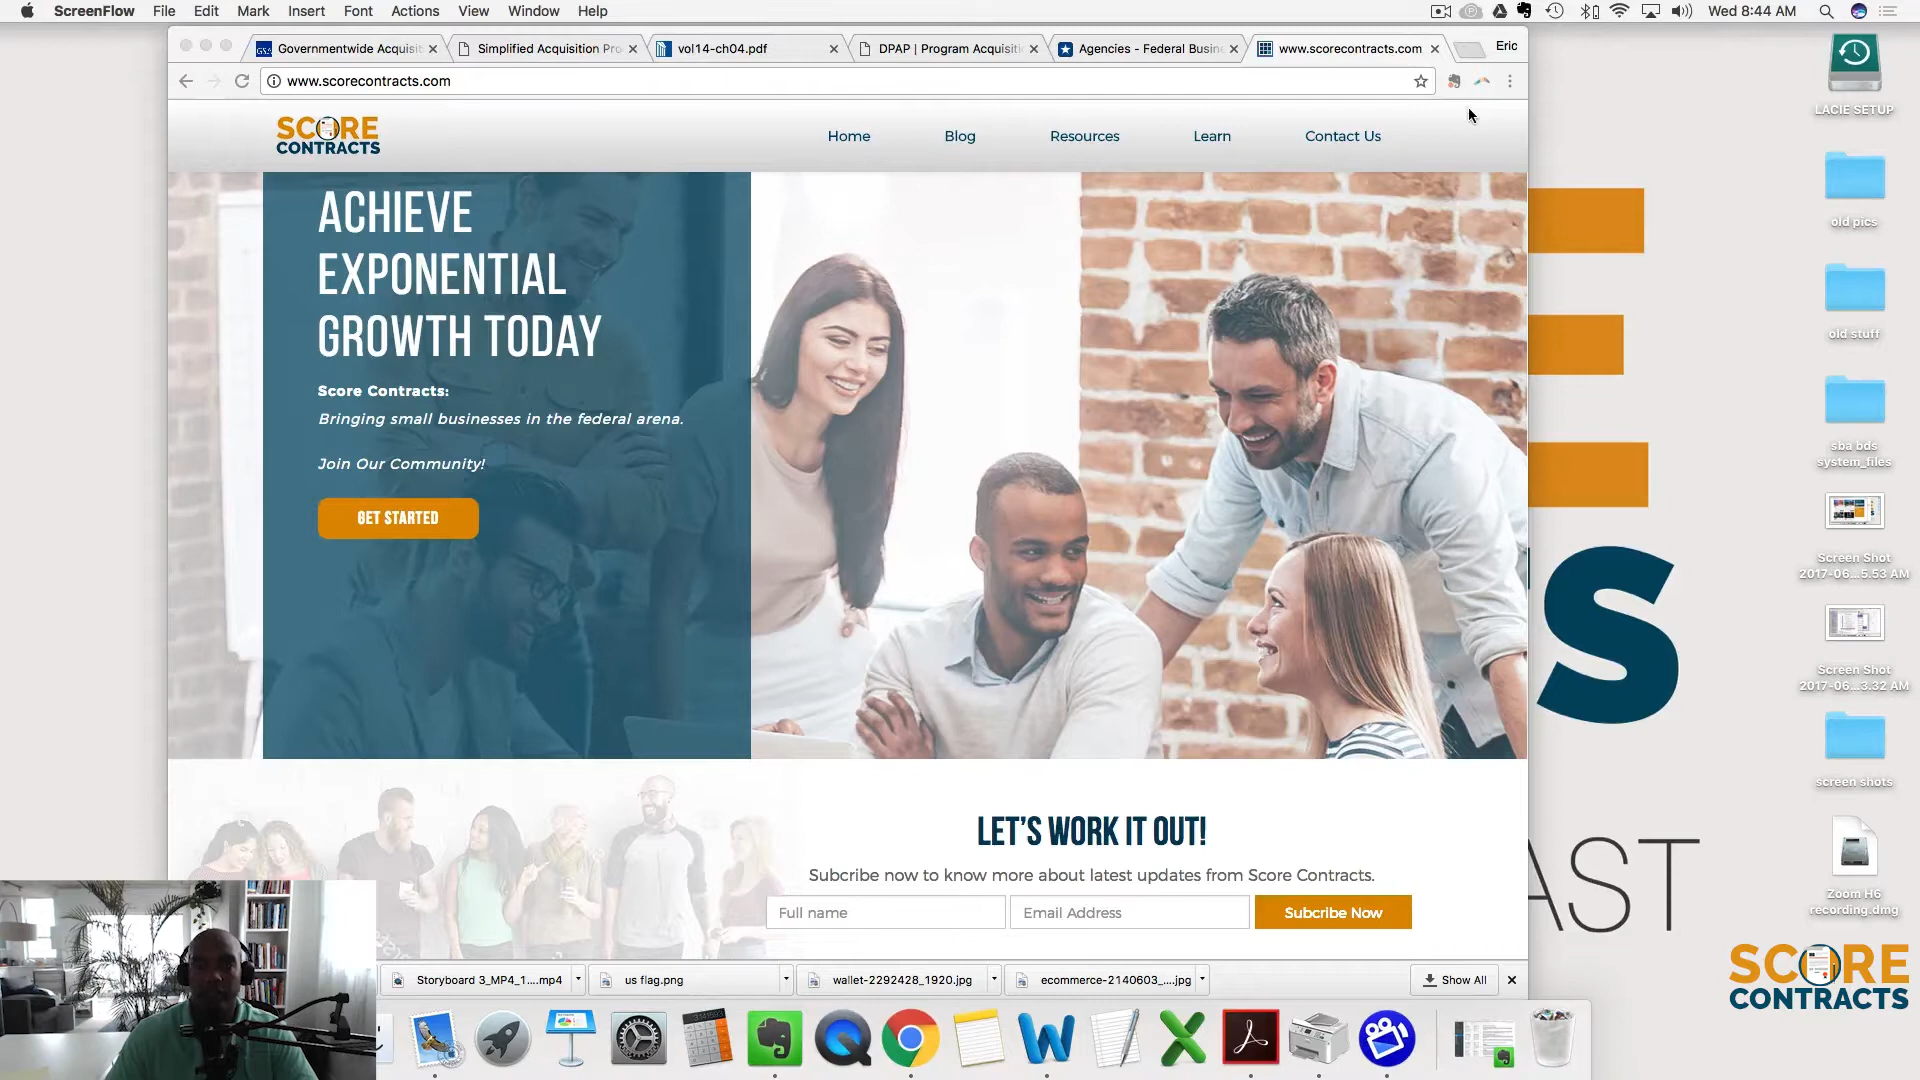 ScreenFlow File Edit Mark Insert Font Actions View Window Help
Wed 8:44 AM
Governmentwide Acquisit
Simplified Acquisition Pro
vol14-ch04.pdf
DPAP | Program Acquisiti
Agencies - Federal Busin
www.scorecontracts.com
Eric
www.scorecontracts.com
SCORE
CONTRACTS
Home
Blog
Resources
Learn
Contact Us
ACHIEVE
EXPONENTIAL
GROWTH TODAY
Score Contracts:
Bringing small businesses in the federal arena.
Join Our Community!
GET STARTED
LET'S WORK IT OUT!
Subcribe now to know more about latest updates from Score Contracts.
Full name
Email Address
Subcribe Now
Storyboard 3_MP4_1....mp4
us flag.png
wallet-2292428_1920.jpg
ecommerce-2140603_....jpg
Show All
LACIE SETUP
old pics
old stuff
sba bds
system_files
Screen Shot
2017-06...5.53 AM
Screen Shot
2017-06...3.32 AM
screen shots
Zoom H6
recording.dmg
S
AST
SCORE
CONTRACTS